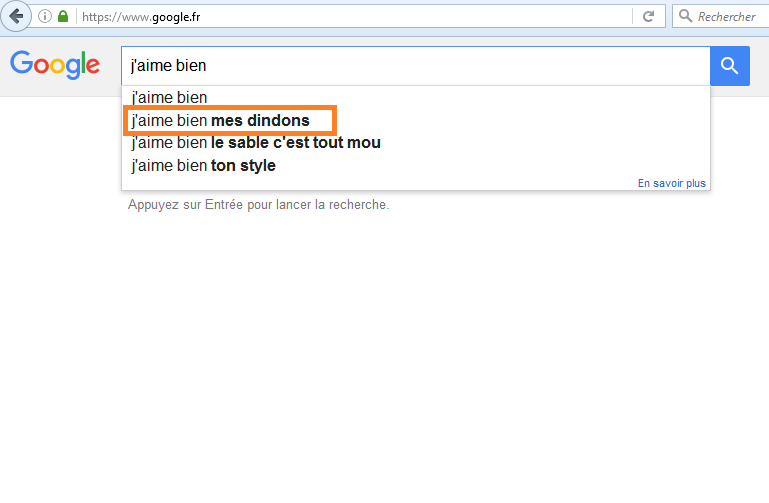 https://www.google.fr
Rechercher
Google
j'aime bien
j'aime bien
j'aime bien mes dindons
j'aime bien le sable c'est tout mou
j'aime bien ton style
En savoir plus
Appuyez sur Entrée pour lancer la recherche.